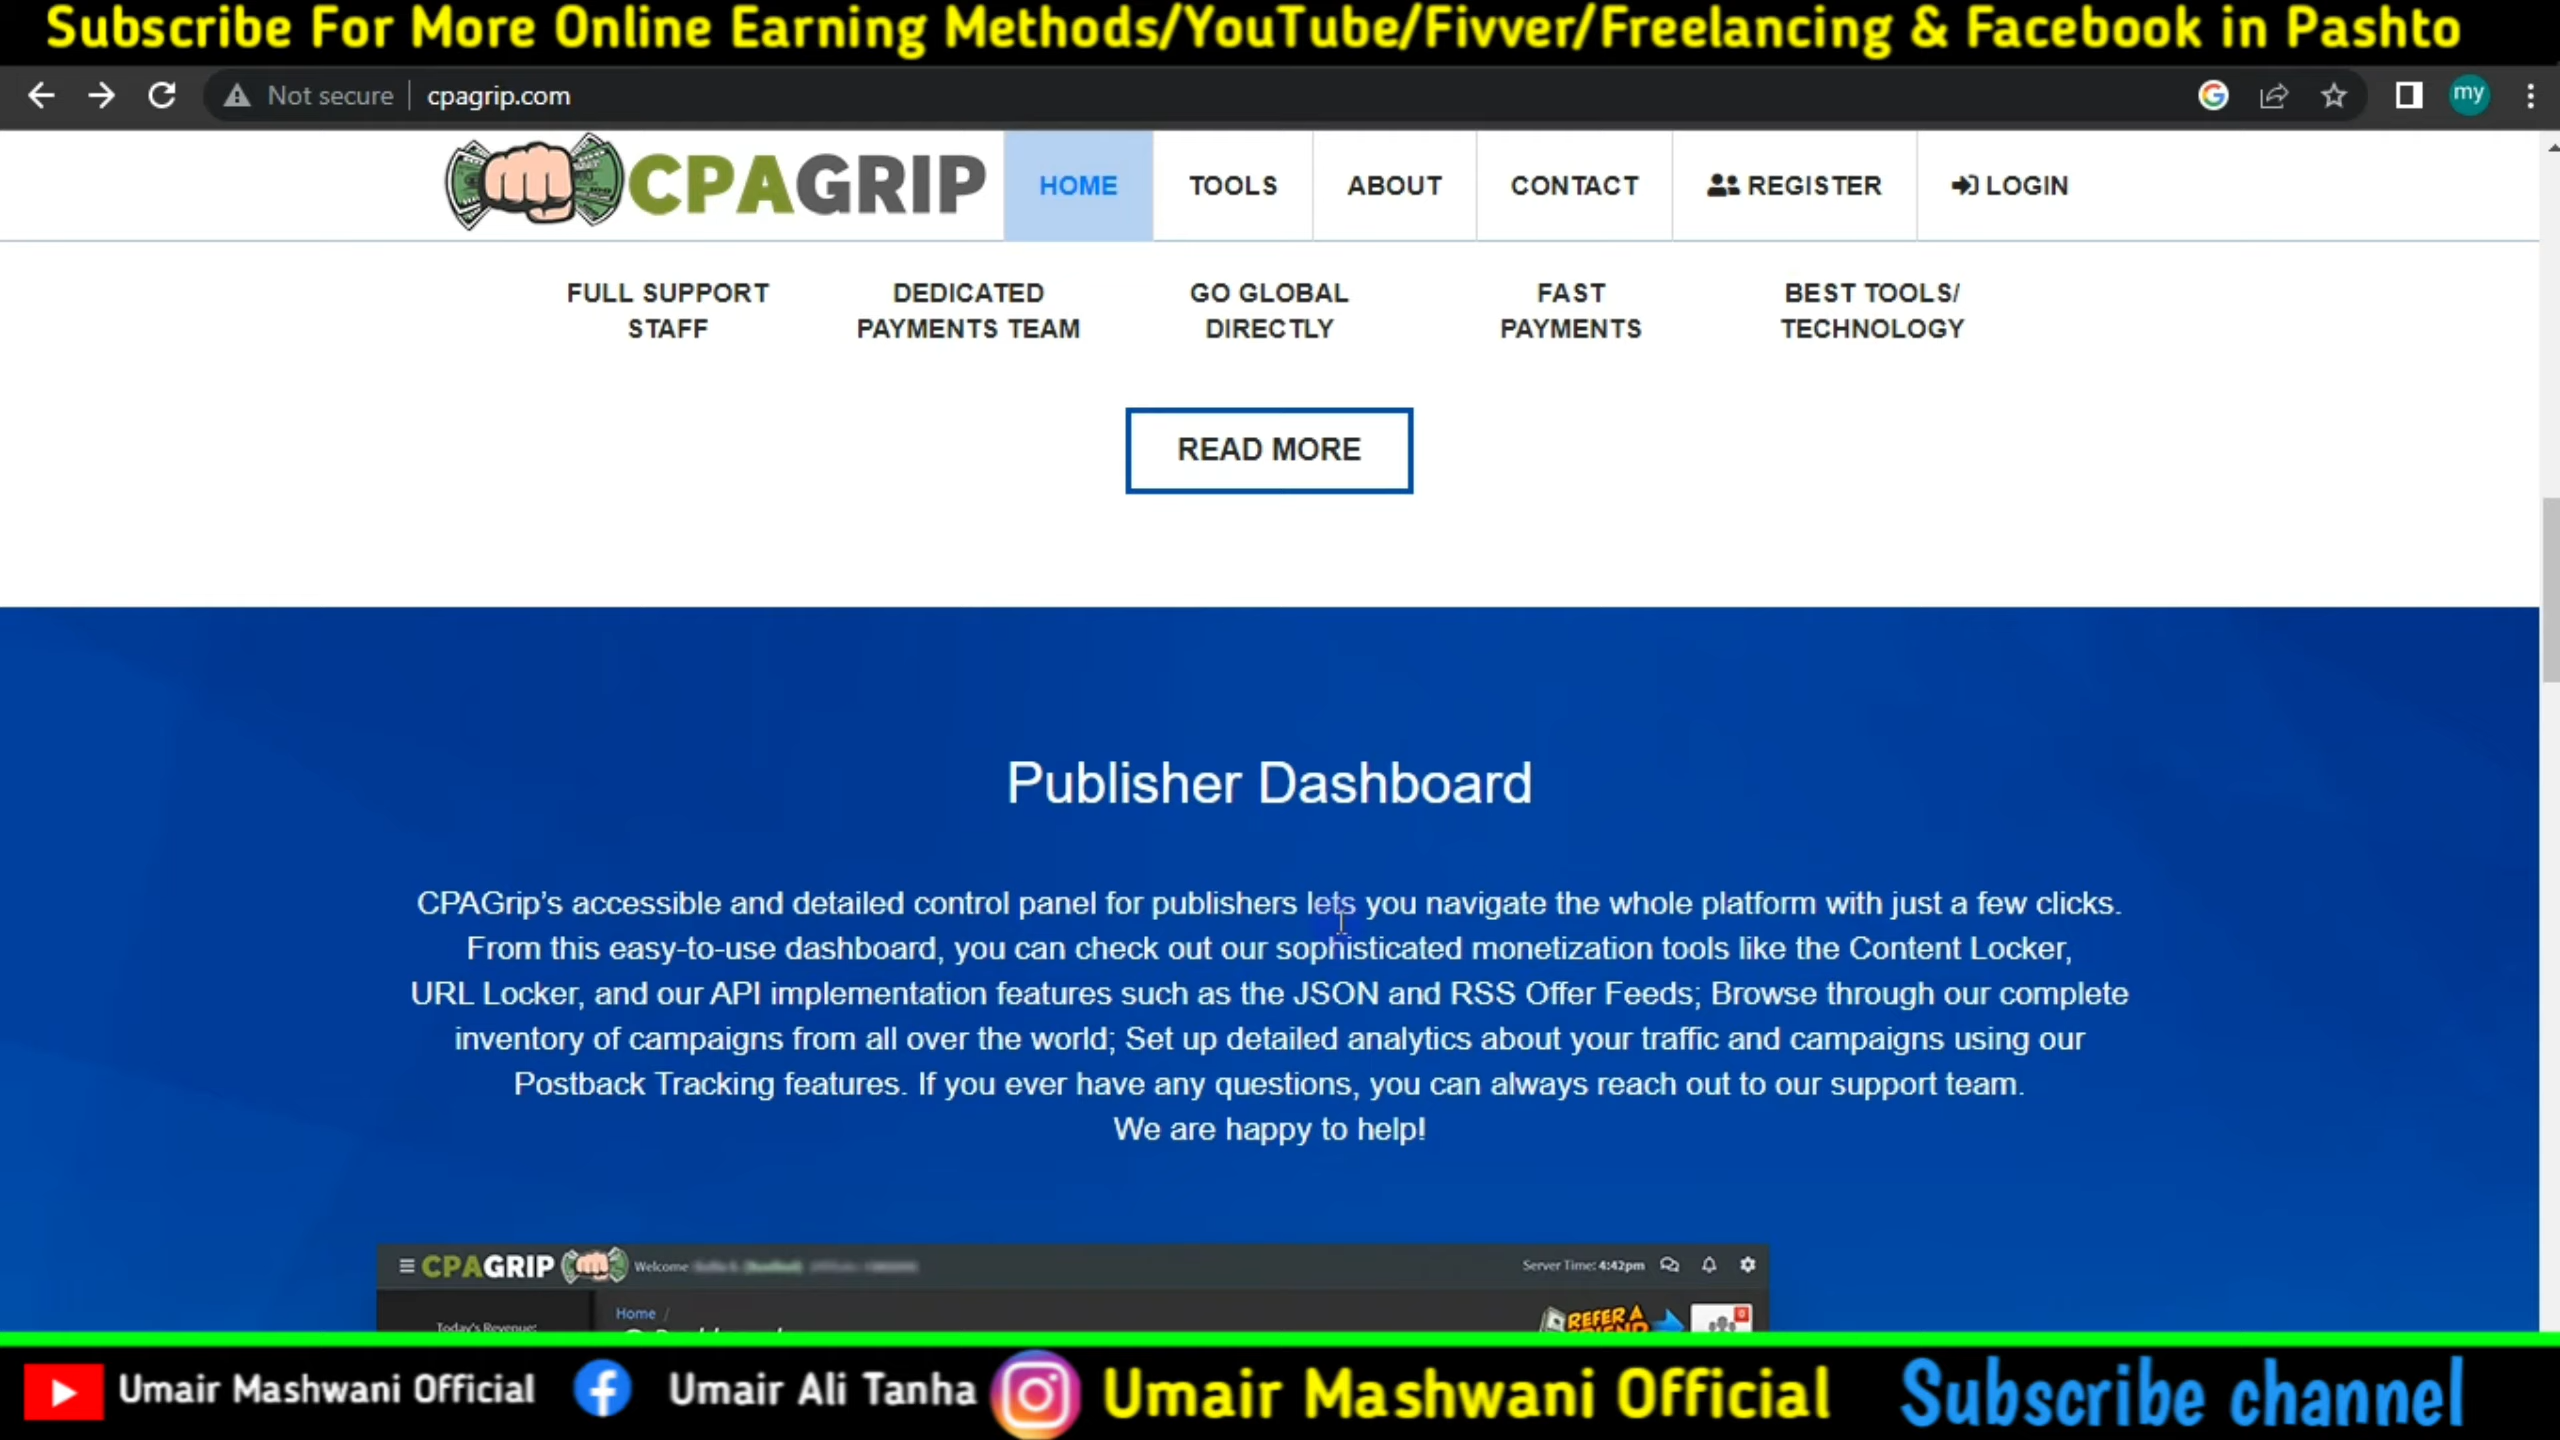 Subscribe For More Online Earning Methods/YouTube/Fivver/Freelancing & Facebook in Pashto
Not secure | cpagrip.com
my
CPAGRIP HOME TOOLS ABOUT CONTACT REGISTER LOGIN
FULL SUPPORT STAFF
DEDICATED PAYMENTS TEAM
GO GLOBAL DIRECTLY
FAST PAYMENTS
BEST TOOLS/ TECHNOLOGY
READ MORE
Publisher Dashboard
CPAGrip's accessible and detailed control panel for publishers lets you navigate the whole platform with just a few clicks.
From this easy-to-use dashboard, you can check out our sophisticated monetization tools like the Content Locker,
URL Locker, and our API implementation features such as the JSON and RSS Offer Feeds; Browse through our complete
inventory of campaigns from all over the world; Set up detailed analytics about your traffic and campaigns using our
Postback Tracking features. If you ever have any questions, you can always reach out to our support team.
We are happy to help!
CPAGRIP Welcome Server Time: 4:42pm
Home /
REFER A
Today's Revenue:
Umair Mashwani Official Umair Ali Tanha Umair Mashwani Official Subscribe channel